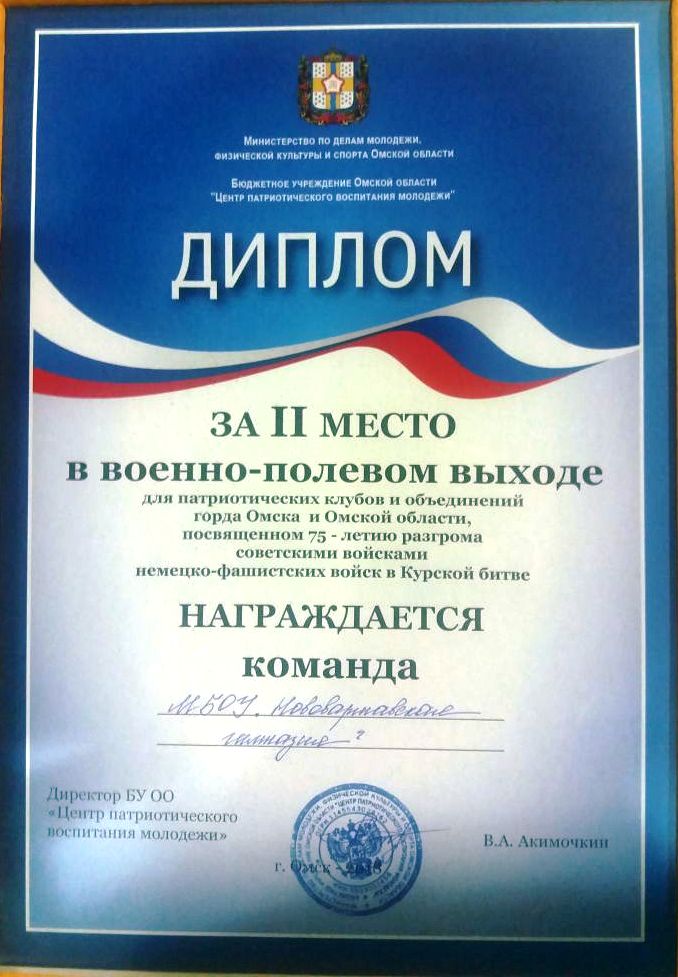 Министерство по делам молодежи,
физической культуры и спорта Омской области
Бюджетное учреждение Омской области
"Центр патриотического воспитания молодежи"
ДИПЛОМ
ЗА II МЕСТО
в военно-полевом выходе
для патриотических клубов и объединений
горда Омска и Омской области,
посвященном 75 - летию разгрома
советскими войсками
немецко-фашистских войск в Курской битве
НАГРАЖДАЕТСЯ
команда
МБОУ „Нововаршавская
гимназия"
Директор БУ ОО
«Центр патриотического
воспитания молодежи»
В.А. Акимочкин
г. Омск - 2018